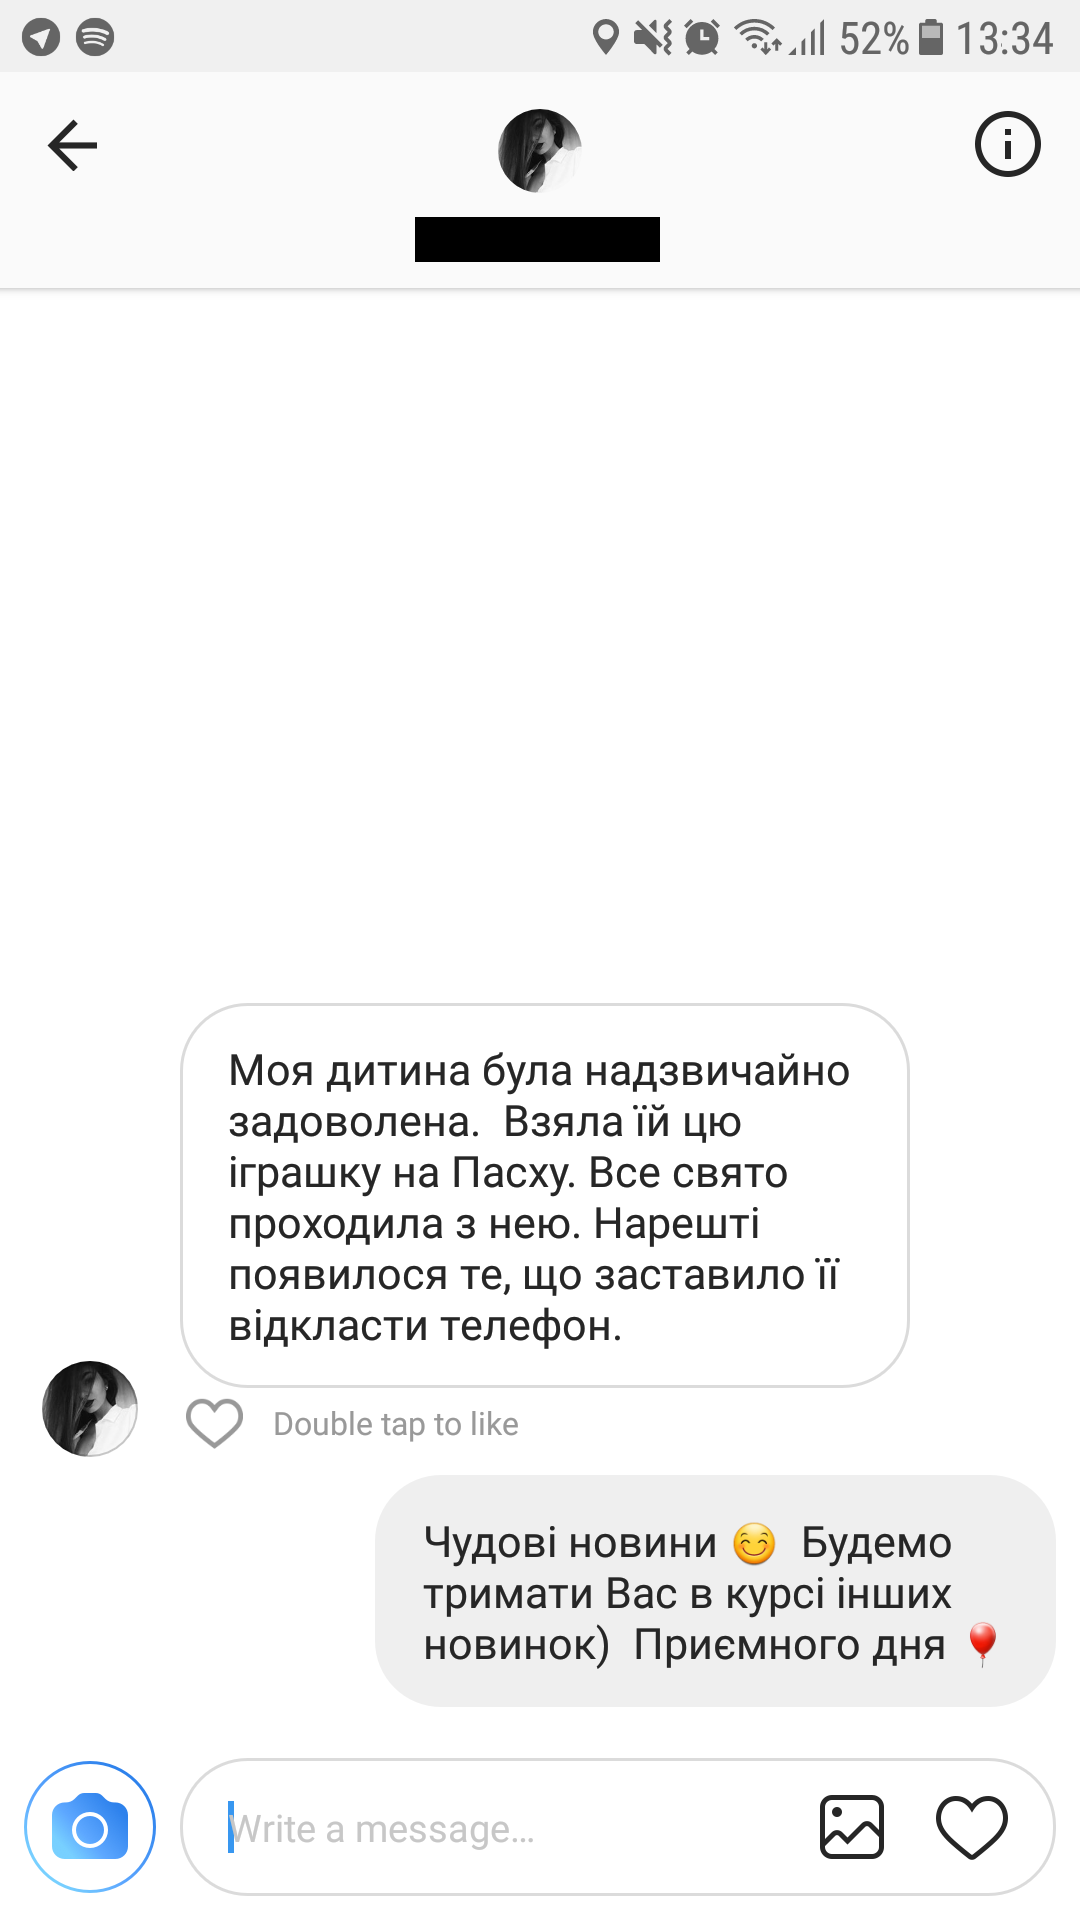 52% 13:34
Моя дитина була надзвичайно
задоволена. Взяла їй цю
іграшку на Пасху. Все свято
проходила з нею. Нарешті
появилося те, що заставило її
відкласти телефон.
Double tap to like
Чудові новини 😊 Будемо
тримати Вас в курсі інших
новинок) Приємного дня 🎈
Write a message...